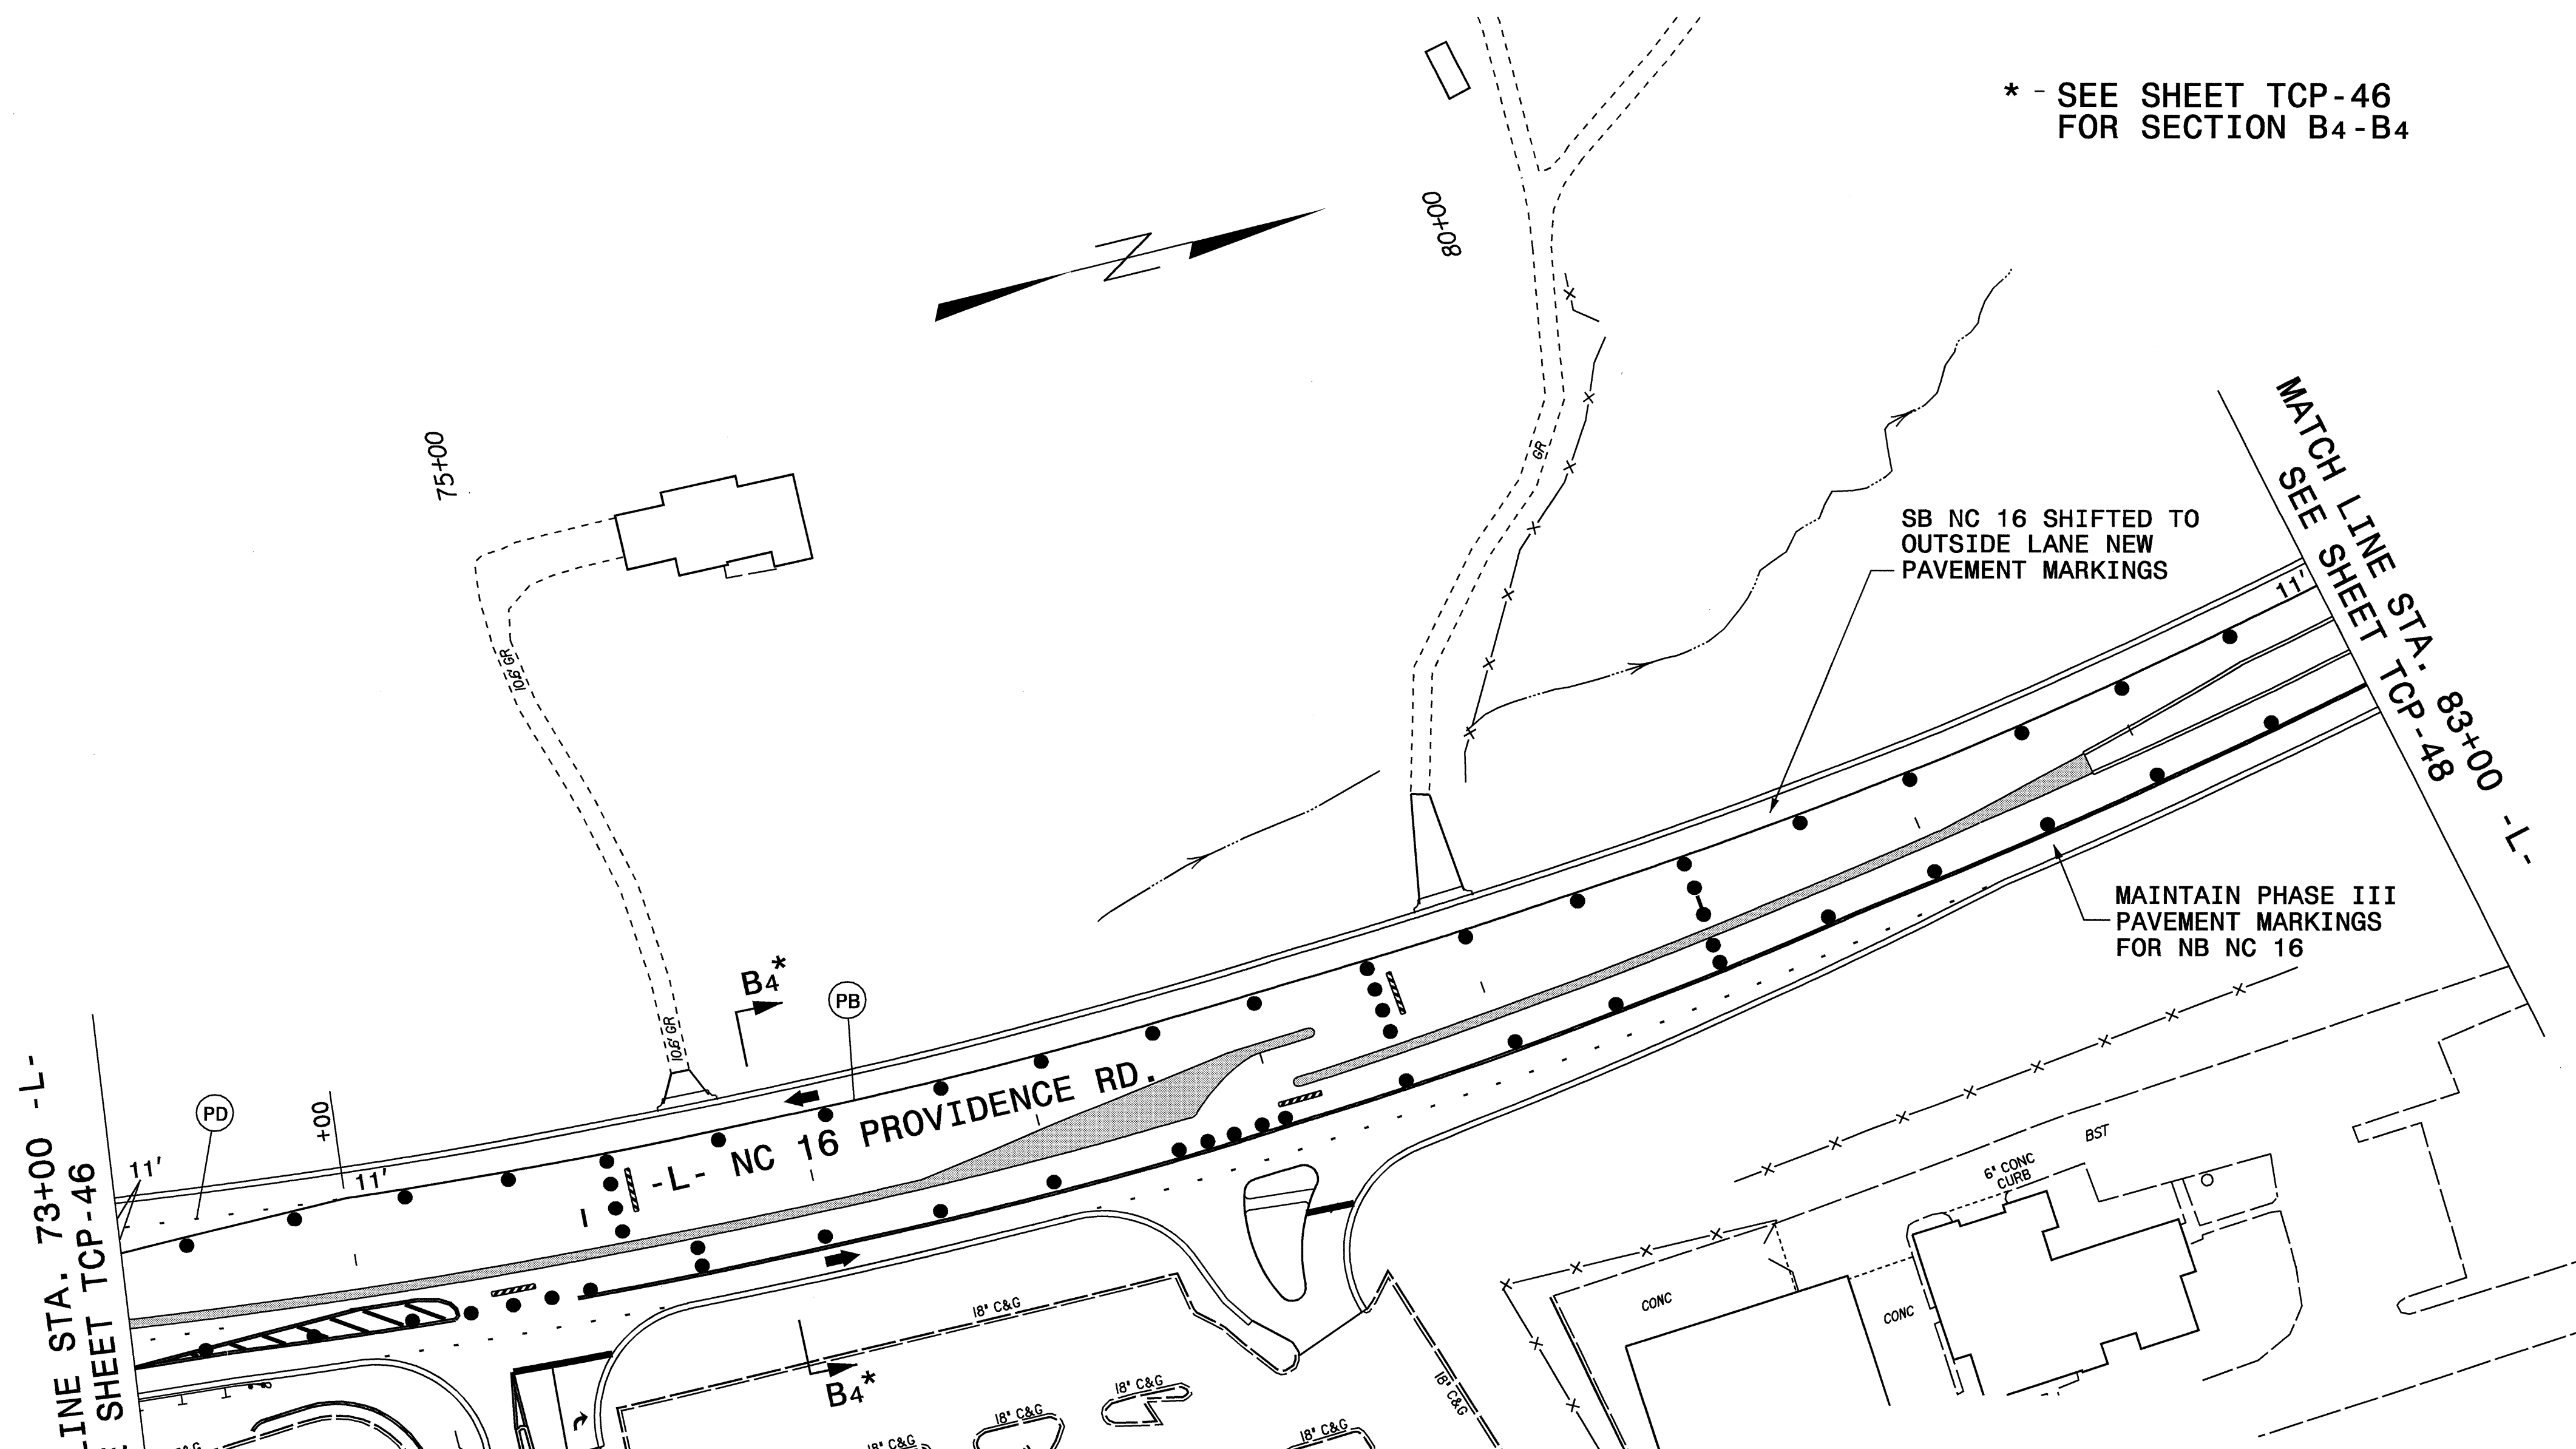 * - SEE SHEET TCP-46
FOR SECTION B4-B4
80+00
75+00
GR
MATCH LINE STA. 83+00 -L-
SEE SHEET TCP-48
SB NC 16 SHIFTED TO
OUTSIDE LANE NEW
PAVEMENT MARKINGS
11'
10.6' GR
MAINTAIN PHASE III
PAVEMENT MARKINGS
FOR NB NC 16
B4*
PB
10.6' GR
-L- NC 16 PROVIDENCE RD.
PD
+00
11'
11'
LINE STA. 73+00 -L-
SHEET TCP-46
BST
6" CONC
CURB
CONC
CONC
18" C&G
B4*
18" C&G
18" C&G
18" C&G
18" C&G
18" C&G